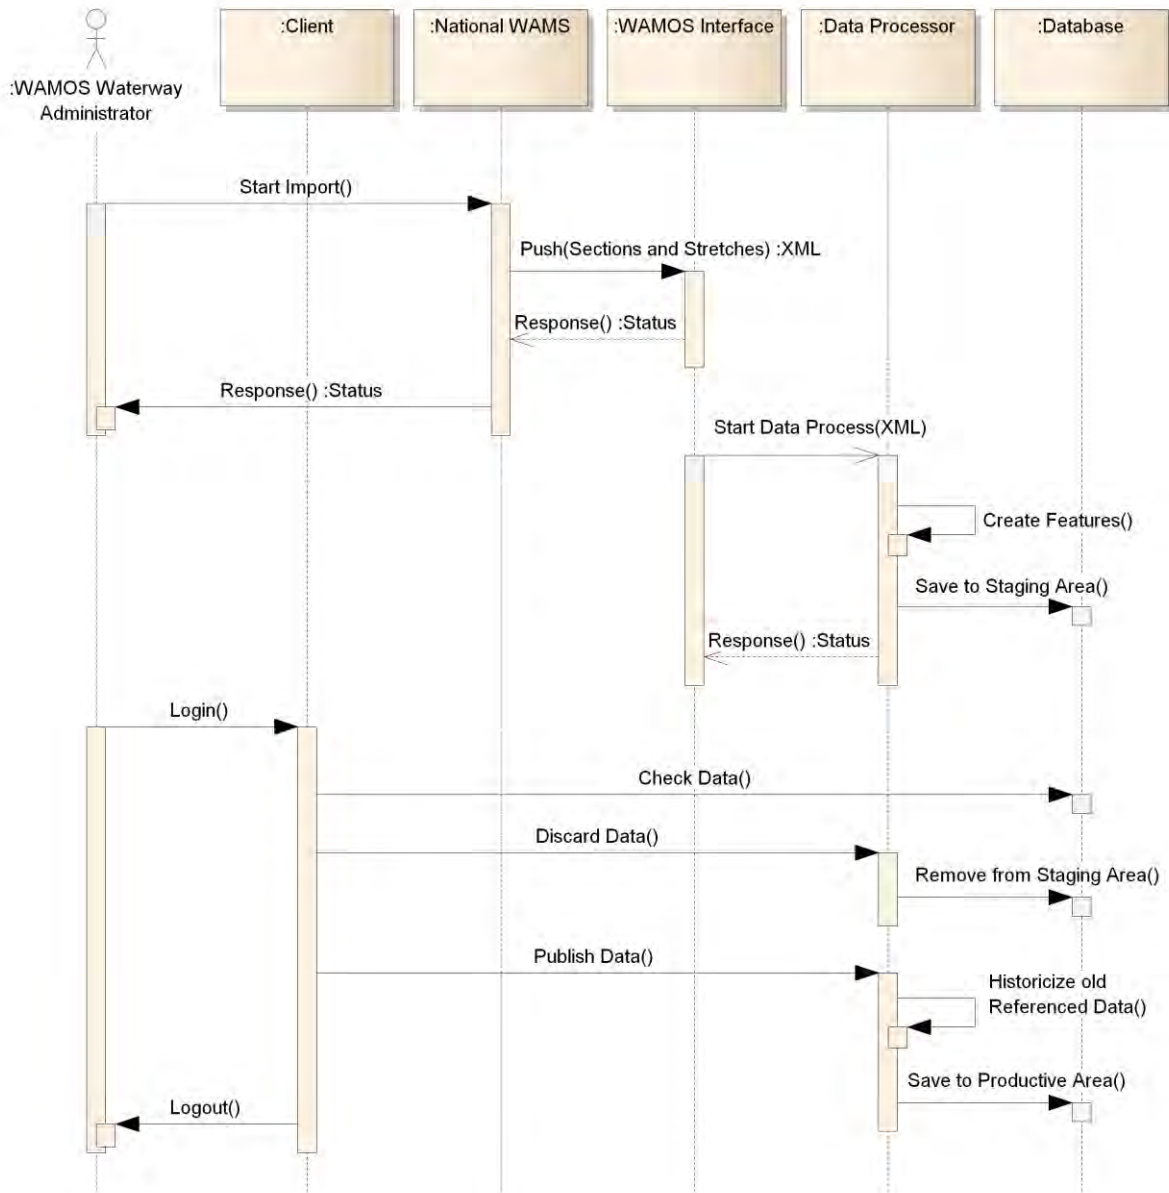 :WAMOS Waterway
Administrator
:Client
:National WAMS
:WAMOS Interface
:Data Processor
:Database
Start Import()
Push(Sections and Stretches) :XML
Response() :Status
Response() :Status
Start Data Process(XML)
Create Features()
Save to Staging Area()
Response() :Status
Login()
Check Data()
Discard Data()
Remove from Staging Area()
Publish Data()
Historicize old
Referenced Data()
Save to Productive Area()
Logout()